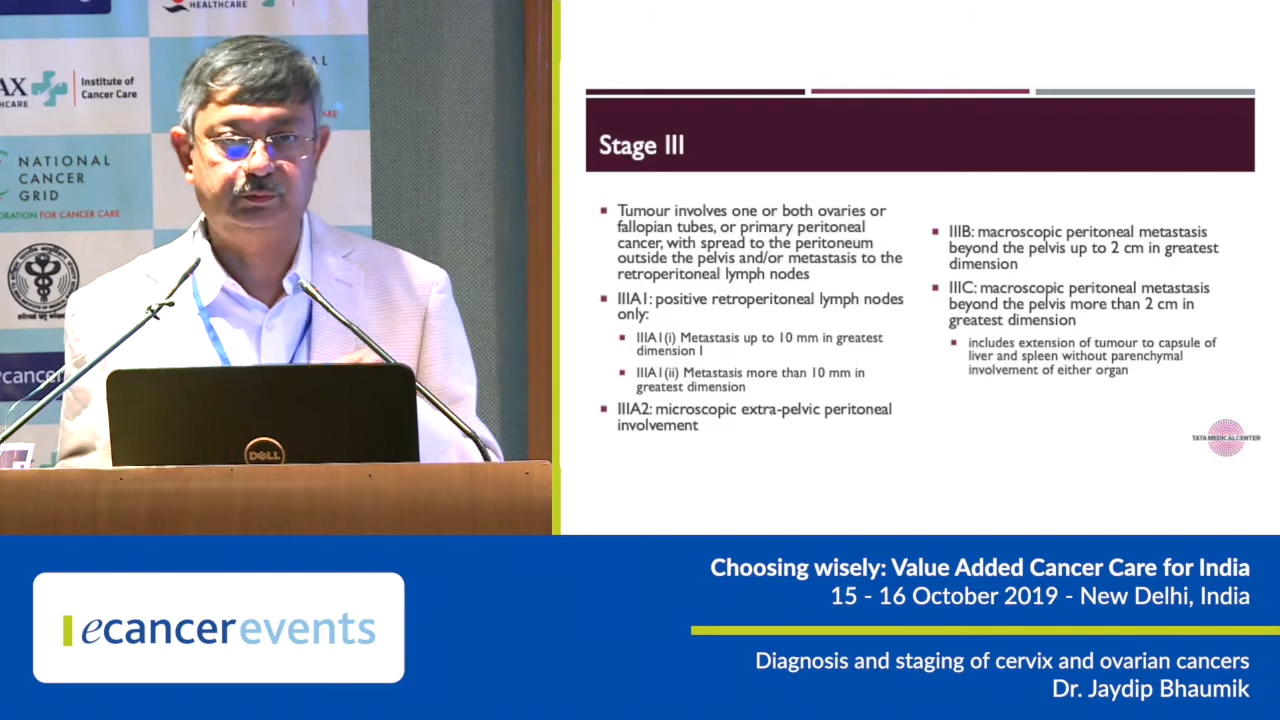 HEALTHCARE
AX
HCARE
Institute of
Cancer Care
AL
ARE
NATIONAL
CANCER
GRID
ORATION FOR CANCER CARE
ycancer
DELL
Stage III
Tumour involves one or both ovaries or
fallopian tubes, or primary peritoneal
cancer, with spread to the peritoneum
outside the pelvis and/or metastasis to the
retroperitoneal lymph nodes
IIIA1: positive retroperitoneal lymph nodes
only:
IIIA1(i) Metastasis up to 10 mm in greatest
dimension I
IIIA1(ii) Metastasis more than 10 mm in
greatest dimension
IIIA2: microscopic extra-pelvic peritoneal
involvement
IIIB: macroscopic peritoneal metastasis
beyond the pelvis up to 2 cm in greatest
dimension
IIIC: macroscopic peritoneal metastasis
beyond the pelvis more than 2 cm in
greatest dimension
includes extension of tumour to capsule of
liver and spleen without parenchymal
involvement of either organ
TATA MEDICAL CENTER
ecancerevents
Choosing wisely: Value Added Cancer Care for India
15 - 16 October 2019 - New Delhi, India
Diagnosis and staging of cervix and ovarian cancers
Dr. Jaydip Bhaumik